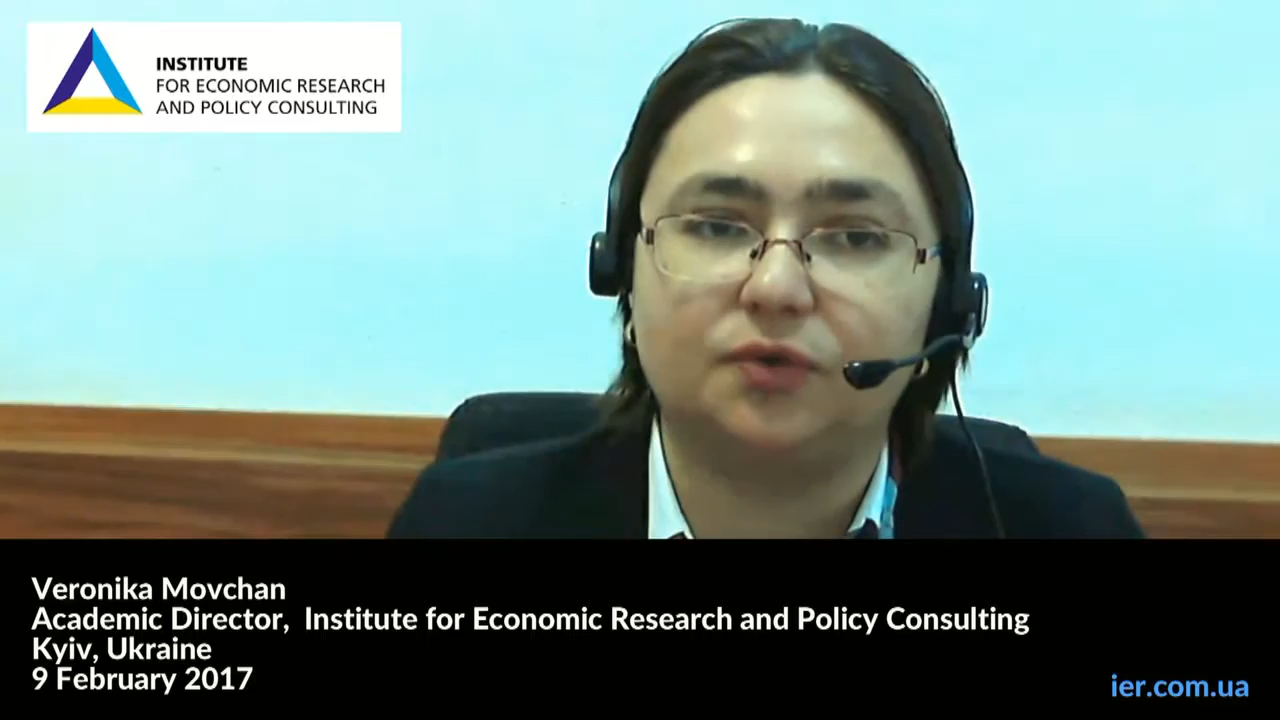 INSTITUTE
FOR ECONOMIC RESEARCH
AND POLICY CONSULTING
Veronika Movchan
Academic Director,  Institute for Economic Research and Policy Consulting
Kyiv, Ukraine
9 February 2017
ier.com.ua